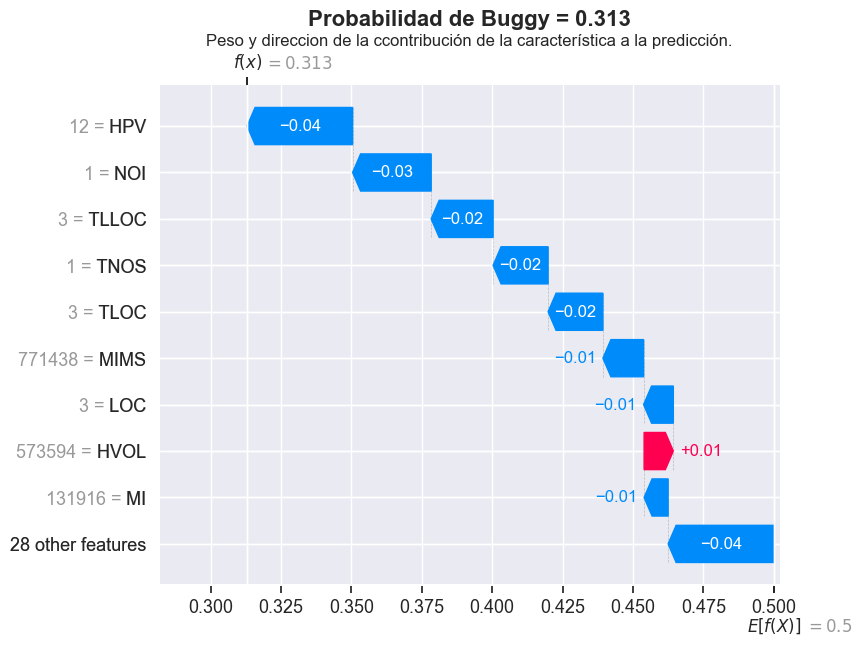 Probabilidad de Buggy = 0.313
Peso y direccion de la ccontribución de la característica a la predicción.
f(x) = 0.313
12 = HPV −0.04
1 = NOI −0.03
3 = TLLOC −0.02
1 = TNOS −0.02
3 = TLOC −0.02
771438 = MIMS −0.01
3 = LOC −0.01
573594 = HVOL +0.01
131916 = MI −0.01
28 other features −0.04
0.300 0.325 0.350 0.375 0.400 0.425 0.450 0.475 0.500
E[f(X)] = 0.5